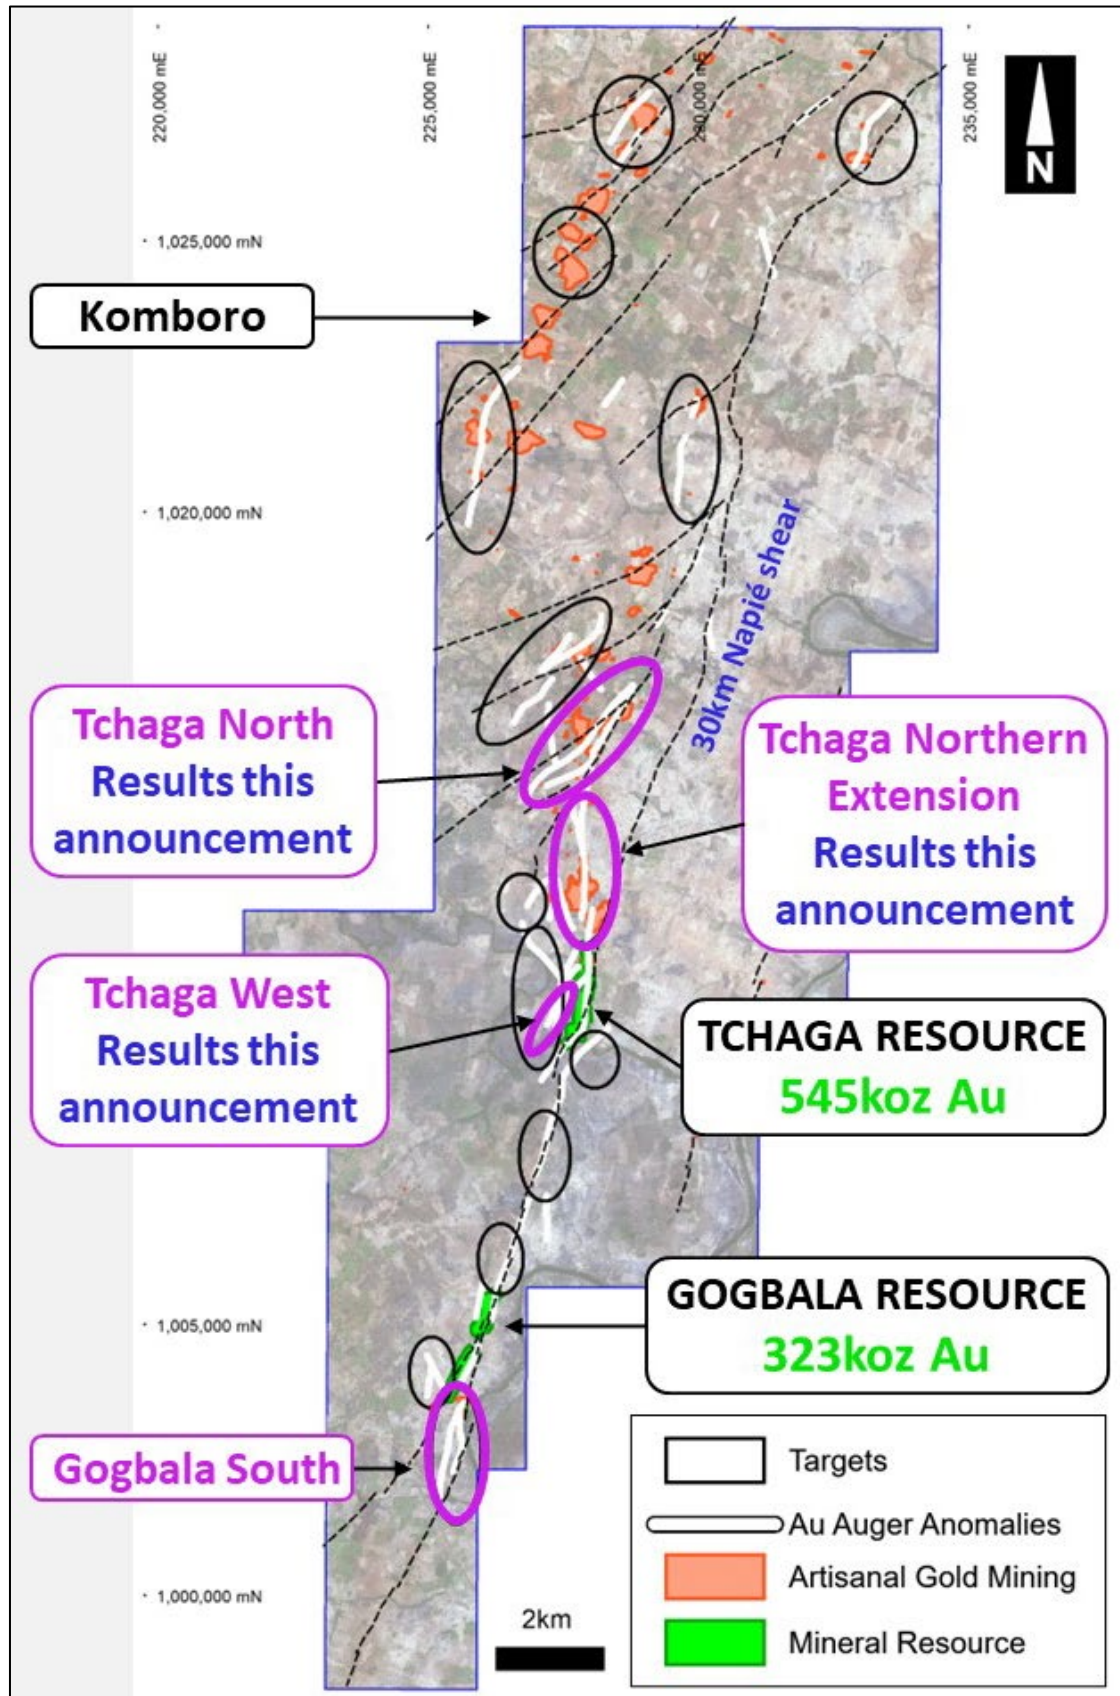 220,000 mE
225,000 mE
230,000 mE
235,000 mE
N
1,025,000 mN
Komboro
1,020,000 mN
30km Napié shear
Tchaga North
Results this
announcement
Tchaga Northern
Extension
Results this
announcement
Tchaga West
Results this
announcement
TCHAGA RESOURCE
545koz Au
GOGBALA RESOURCE
323koz Au
1,005,000 mN
Gogbala South
1,000,000 mN
2km
Targets
Au Auger Anomalies
Artisanal Gold Mining
Mineral Resource